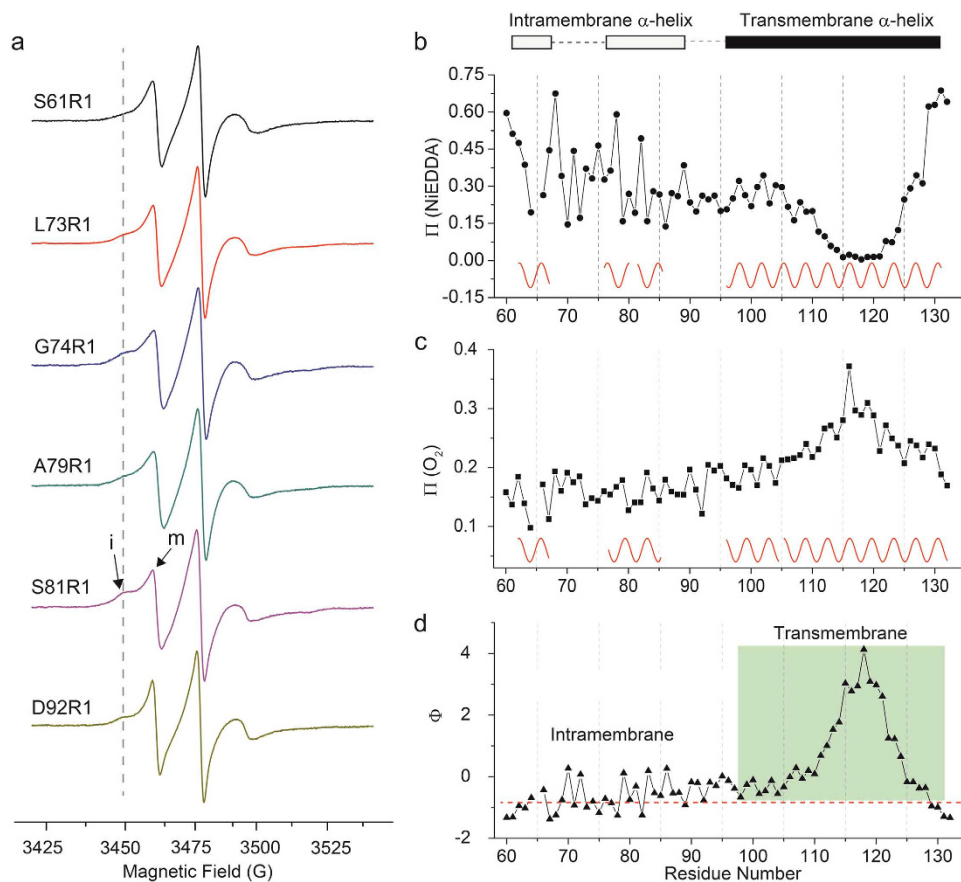 a
S61R1
L73R1
G74R1
A79R1
i
m
S81R1
D92R1
3425 3450 3475 3500 3525
Magnetic Field (G)
b
Intramembrane α-helix Transmembrane α-helix
Π (NiEDDA)
0.75
0.60
0.45
0.30
0.15
0.00
-0.15
60 70 80 90 100 110 120 130
c
Π (O₂)
0.4
0.3
0.2
0.1
60 70 80 90 100 110 120 130
d
Φ
Transmembrane
Intramembrane
4
2
0
-2
60 70 80 90 100 110 120 130
Residue Number